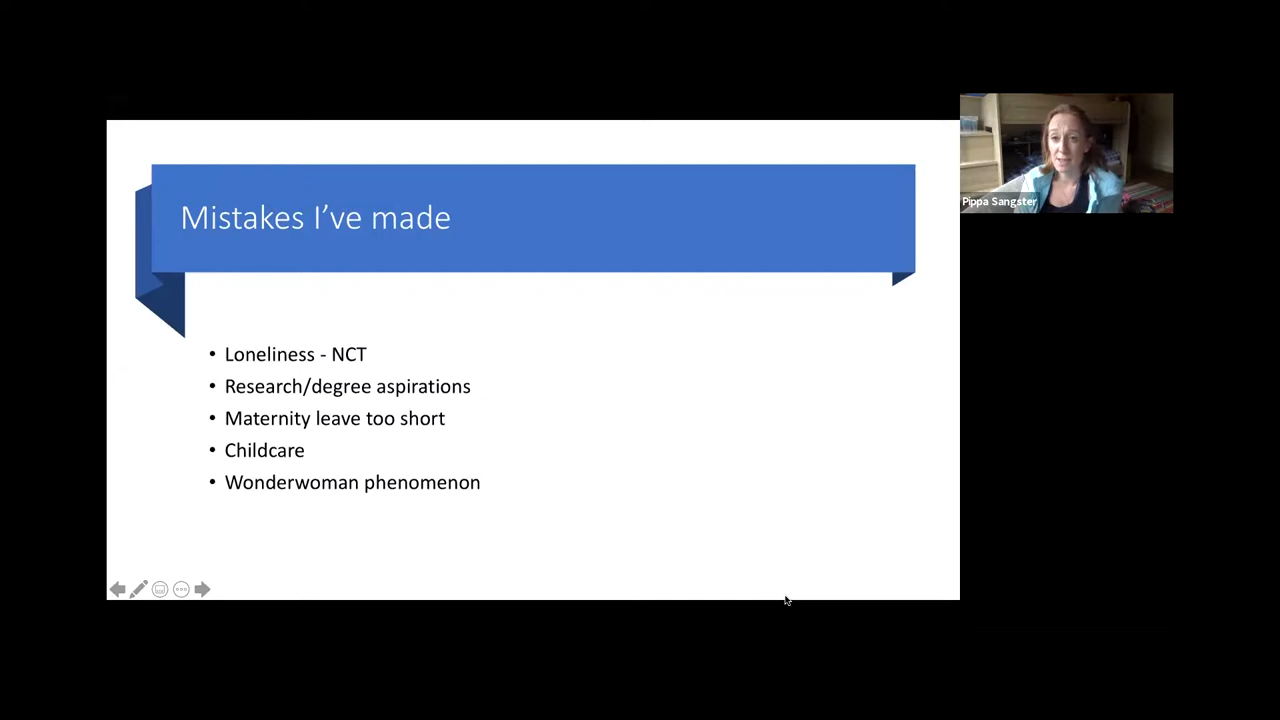 Mistakes I've made
• Loneliness - NCT
• Research/degree aspirations
• Maternity leave too short
• Childcare
• Wonderwoman phenomenon
Pippa Sangster